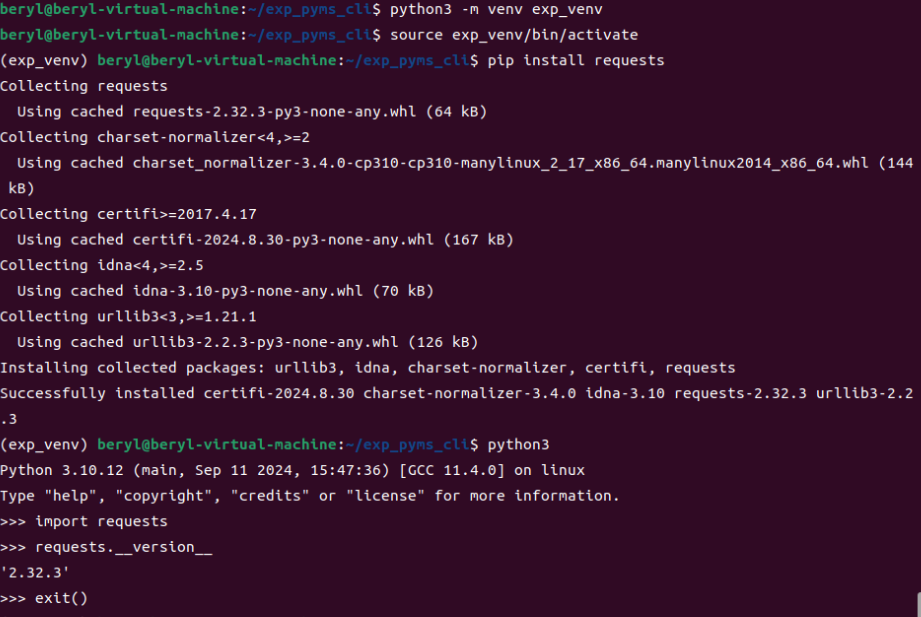 beryl@beryl-virtual-machine:~/exp_pyms_cli$ python3 -m venv exp_venv
beryl@beryl-virtual-machine:~/exp_pyms_cli$ source exp_venv/bin/activate
(exp_venv) beryl@beryl-virtual-machine:~/exp_pyms_cli$ pip install requests
Collecting requests
  Using cached requests-2.32.3-py3-none-any.whl (64 kB)
Collecting charset-normalizer<4,>=2
  Using cached charset_normalizer-3.4.0-cp310-cp310-manylinux_2_17_x86_64.manylinux2014_x86_64.whl (144
 kB)
Collecting certifi>=2017.4.17
  Using cached certifi-2024.8.30-py3-none-any.whl (167 kB)
Collecting idna<4,>=2.5
  Using cached idna-3.10-py3-none-any.whl (70 kB)
Collecting urllib3<3,>=1.21.1
  Using cached urllib3-2.2.3-py3-none-any.whl (126 kB)
Installing collected packages: urllib3, idna, charset-normalizer, certifi, requests
Successfully installed certifi-2024.8.30 charset-normalizer-3.4.0 idna-3.10 requests-2.32.3 urllib3-2.2
.3
(exp_venv) beryl@beryl-virtual-machine:~/exp_pyms_cli$ python3
Python 3.10.12 (main, Sep 11 2024, 15:47:36) [GCC 11.4.0] on linux
Type "help", "copyright", "credits" or "license" for more information.
>>> import requests
>>> requests.__version__
'2.32.3'
>>> exit()